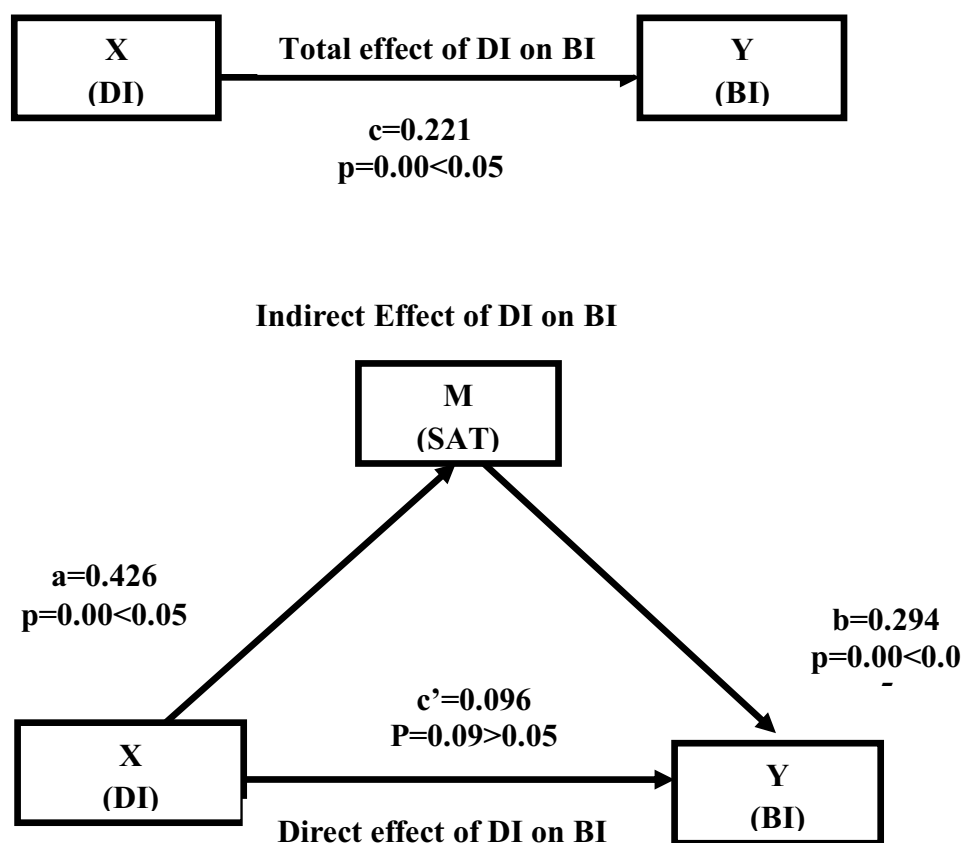 X
(DI)
Total effect of DI on BI
Y
(BI)
c=0.221
p=0.00<0.05
Indirect Effect of DI on BI
M
(SAT)
a=0.426
p=0.00<0.05
b=0.294
p=0.00<0.0
c’=0.096
P=0.09>0.05
X
(DI)
Y
(BI)
Direct effect of DI on BI